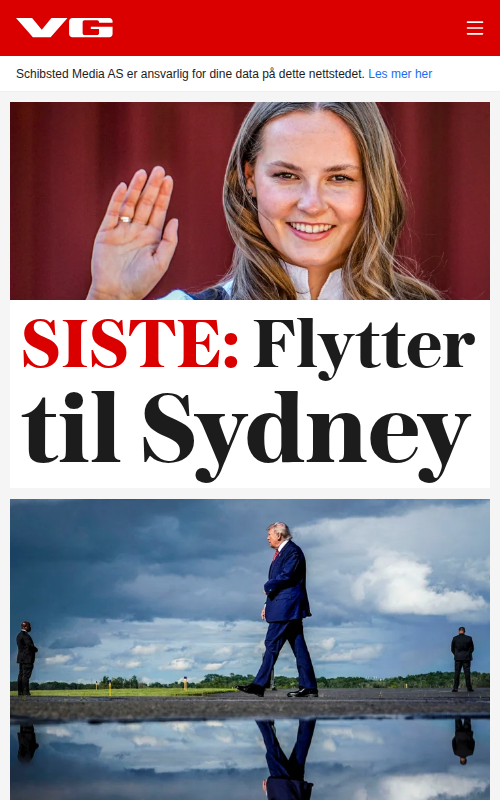 VG
Schibsted Media AS er ansvarlig for dine data på dette nettstedet. Les mer her
SISTE: Flytter
til Sydney